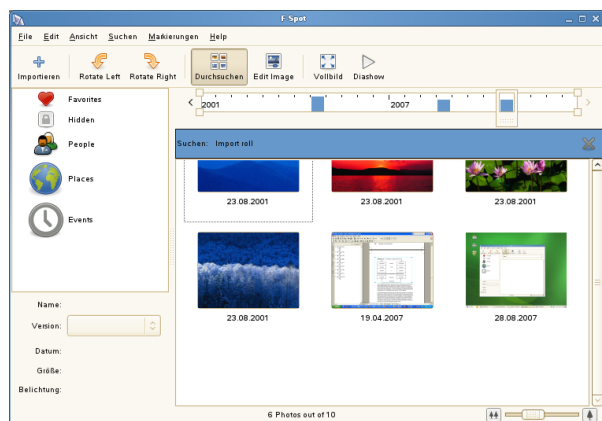 F-Spot
File Edit Ansicht Suchen Markierungen Help
Importieren Rotate Left Rotate Right Durchsuchen Edit Image Vollbild Diashow
Favorites
Hidden
People
Places
Events
2001 2007
Suchen: Import roll
23.08.2001 23.08.2001 23.08.2001
23.08.2001 19.04.2007 28.08.2007
Name:
Version:
Datum:
Größe:
Belichtung:
6 Photos out of 10